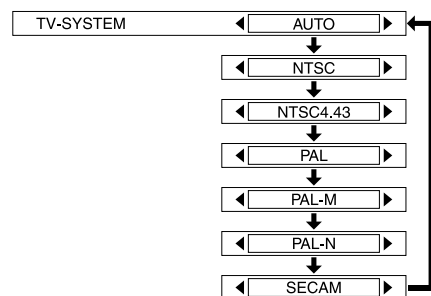 TV-SYSTEM AUTO
NTSC
NTSC4.43
PAL
PAL-M
PAL-N
SECAM